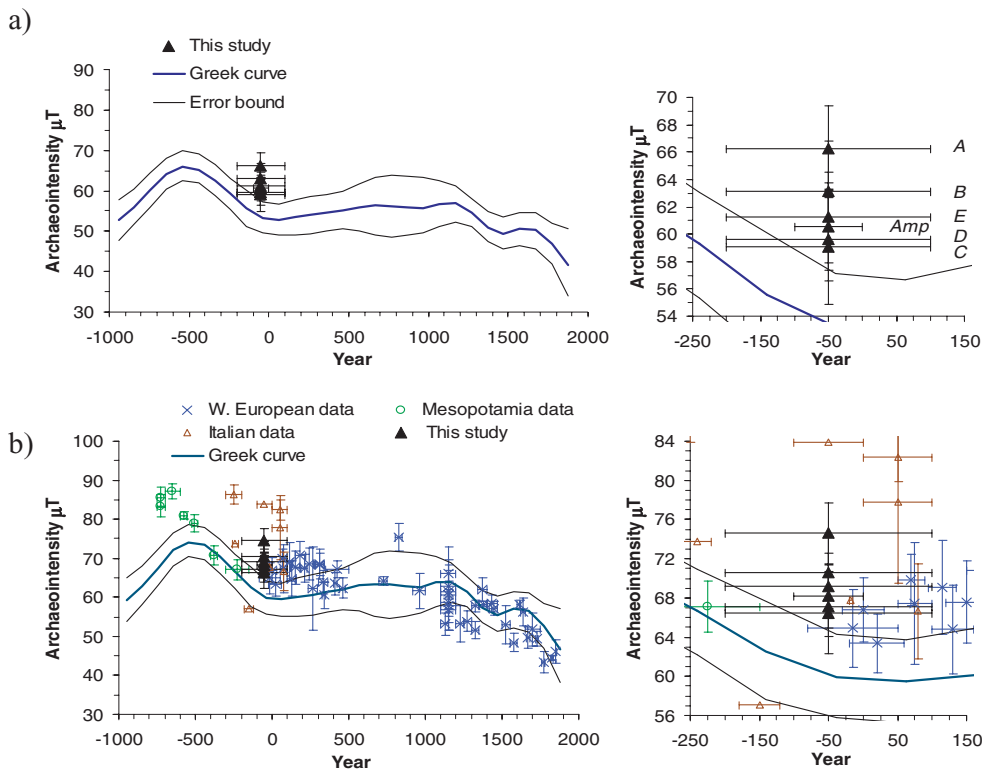 a)
This study
Greek curve
Error bound
Archaeointensity µT
90
80
70
60
50
40
30
-1000 -500 0 500 1000 1500 2000
Year
Archaeointensity µT
70
68
66
64
62
60
58
56
54
A
B
E
Amp
D
C
-250 -150 -50 50 150
Year
b)
W. European data
Mesopotamia data
Italian data
This study
Greek curve
Archaeointensity µT
100
90
80
70
60
50
40
30
-1000 -500 0 500 1000 1500 2000
Year
Archaeointensity µT
84
80
76
72
68
64
60
56
-250 -150 -50 50 150
Year